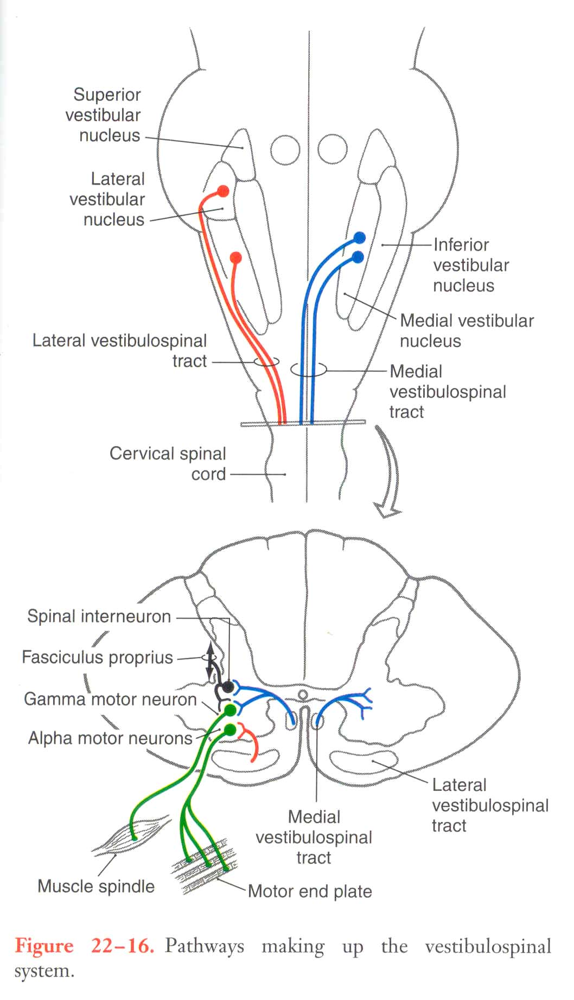 Superior
vestibular
nucleus
Lateral
vestibular
nucleus
Inferior
vestibular
nucleus
Medial vestibular
nucleus
Lateral vestibulospinal
tract
Medial
vestibulospinal
tract
Cervical spinal
cord
Spinal interneuron
Fasciculus proprius
Gamma motor neuron
Alpha motor neurons
Lateral
vestibulospinal
tract
Medial
vestibulospinal
tract
Muscle spindle
Motor end plate
Figure 22–16. Pathways making up the vestibulospinal
system.